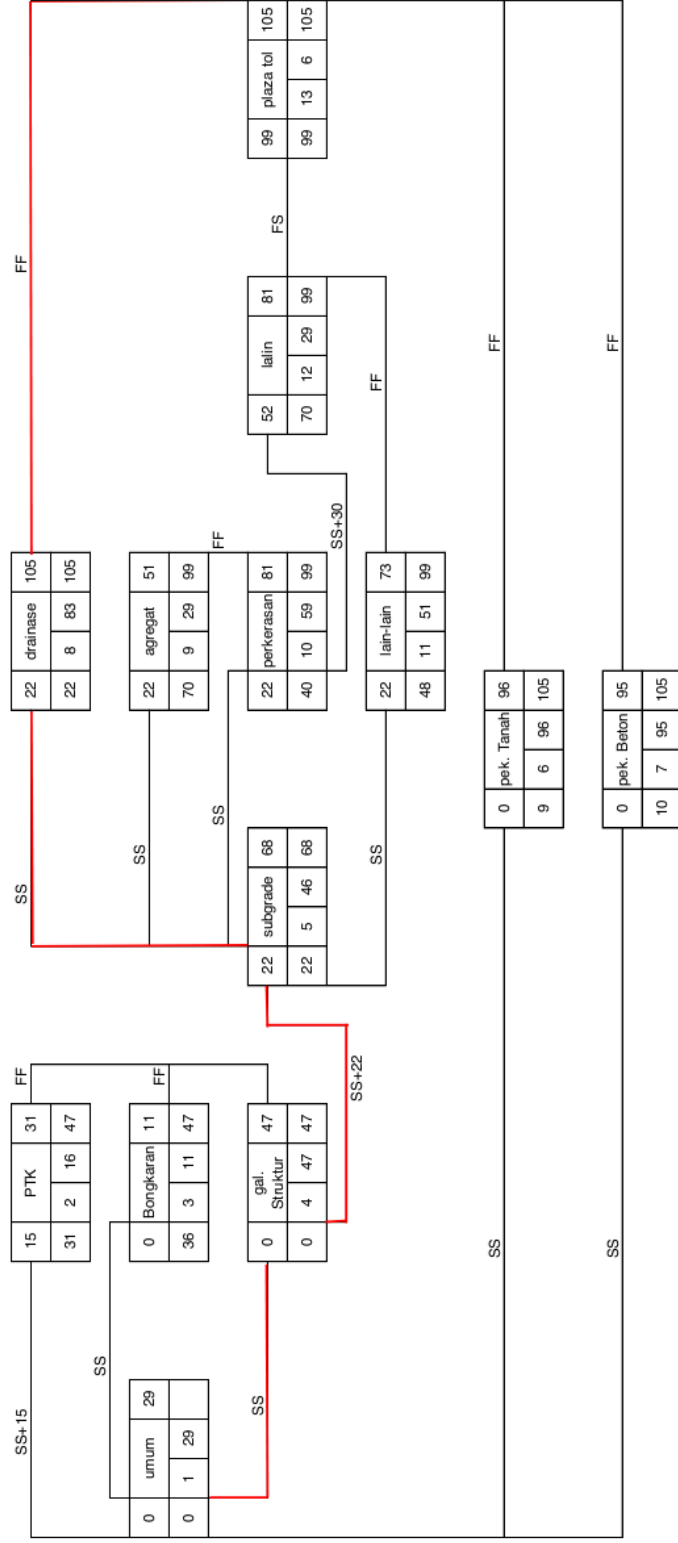 SS+15
15 PTK 31
31 2 16 47
FF
SS
22 drainase 105
22 8 83 105
FF
SS
0 umum 29
0 1 29
0 Bongkaran 11
36 3 11 47
FF
SS
22 agregat 51
70 9 29 99
FF
SS
SS
0 gal.
Struktur 47
0 4 47 47
SS+22
22 subgrade 68
22 5 46 68
22 perkerasan 81
40 10 59 99
SS+30
52 lalin 81
70 12 29 99
FS
99 plaza tol 105
99 13 6 105
SS
22 lain-lain 73
48 11 51 99
FF
SS
0 pek. Tanah 96
9 6 96 105
FF
SS
0 pek. Beton 95
10 7 95 105
FF